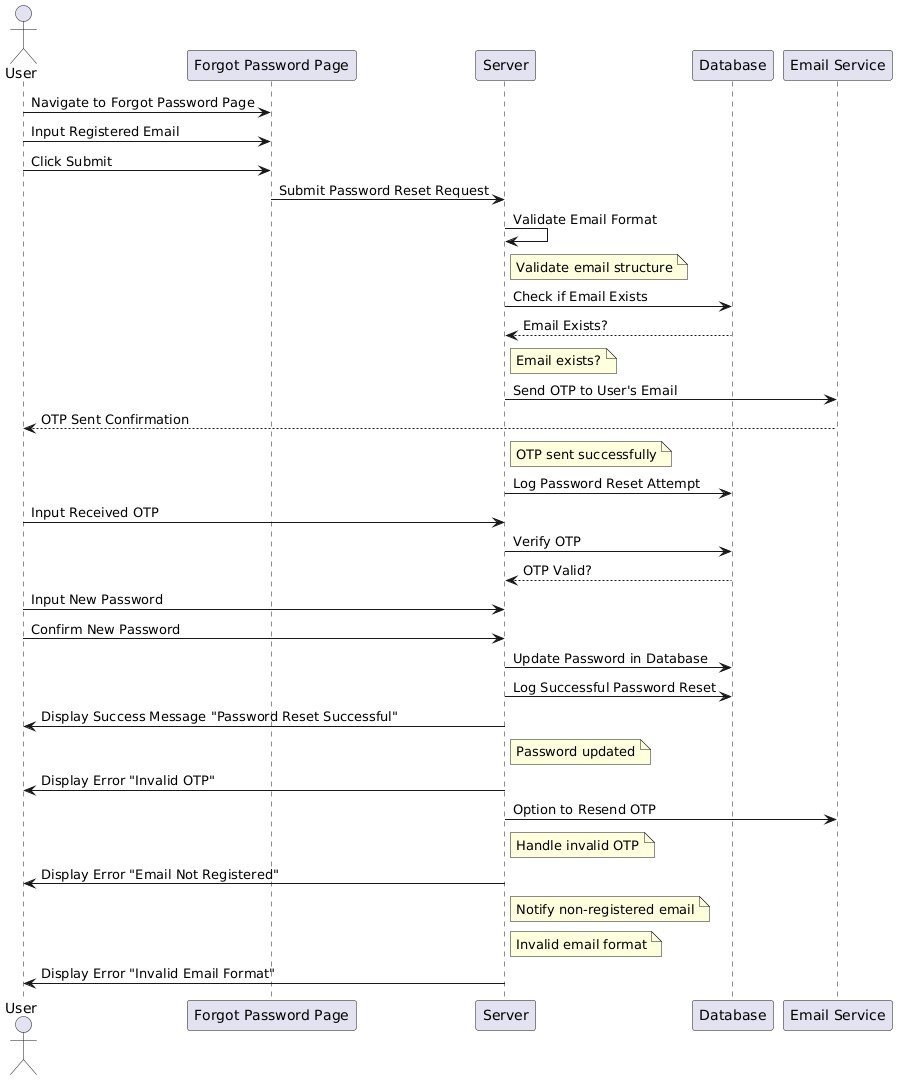 User
Forgot Password Page
Server
Database
Email Service
Navigate to Forgot Password Page
Input Registered Email
Click Submit
Submit Password Reset Request
Validate Email Format
Validate email structure
Check if Email Exists
Email Exists?
Email exists?
Send OTP to User's Email
OTP Sent Confirmation
OTP sent successfully
Log Password Reset Attempt
Input Received OTP
Verify OTP
OTP Valid?
Input New Password
Confirm New Password
Update Password in Database
Log Successful Password Reset
Display Success Message "Password Reset Successful"
Password updated
Display Error "Invalid OTP"
Option to Resend OTP
Handle invalid OTP
Display Error "Email Not Registered"
Notify non-registered email
Invalid email format
Display Error "Invalid Email Format"
User
Forgot Password Page
Server
Database
Email Service